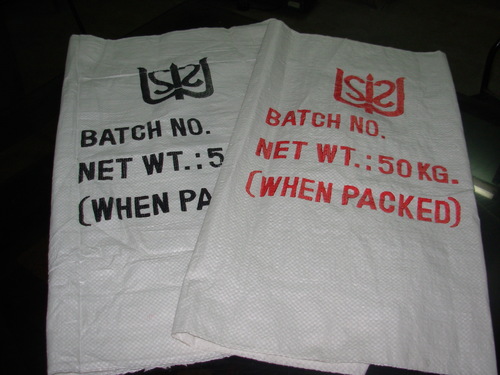 BATCH NO.
NET WT.: 5
(WHEN PA
BATCH NO.
NET WT.: 50 KG.
(WHEN PACKED)